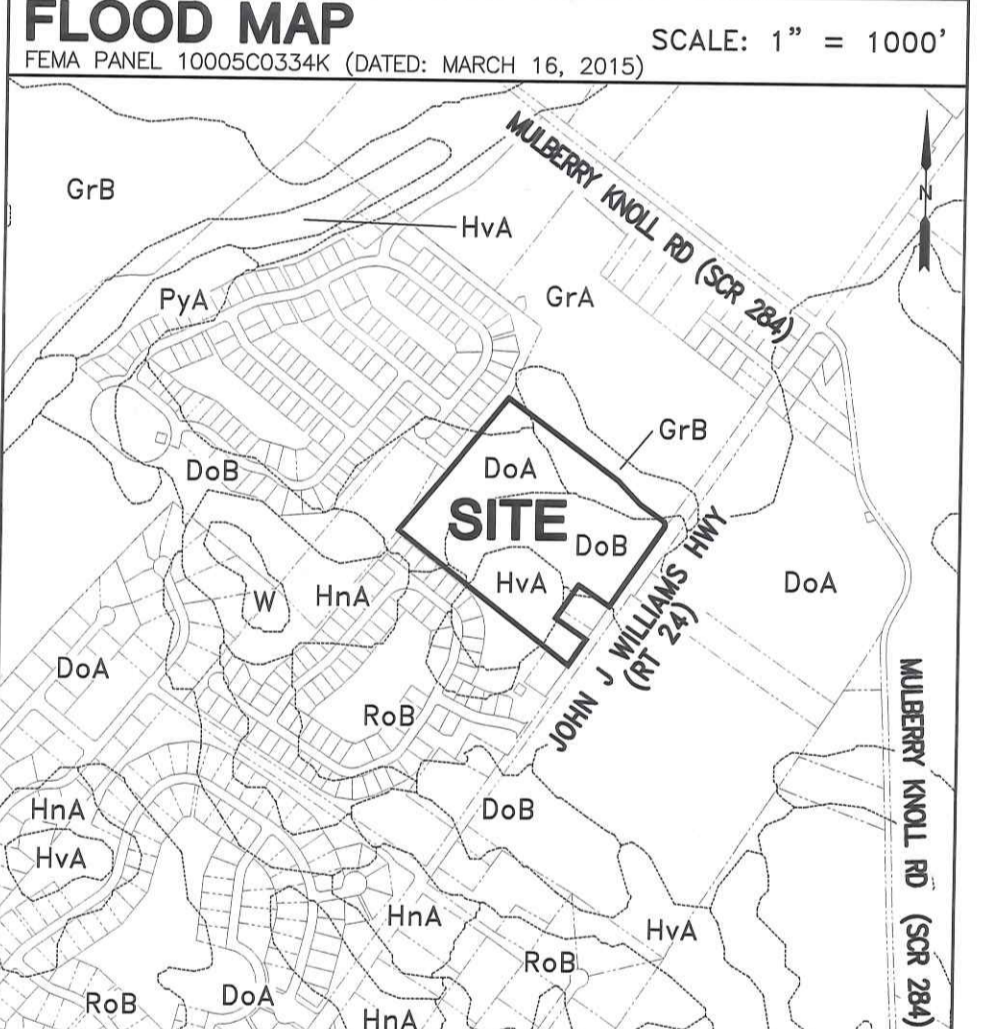 FLOOD MAP
SCALE: 1” = 1000’
FEMA PANEL 10005C0334K (DATED: MARCH 16, 2015)
MULBERRY KNOLL RD (SCR 284)
N
GrB
HvA
PyA
GrA
GrB
DoA
DoB
SITE
DoB
HvA
W
HnA
DoA
JOHN J WILLIAMS HWY
(RT 24)
DoA
RoB
MULBERRY KNOLL RD (SCR 284)
HnA
DoB
HvA
HnA
HvA
RoB
RoB
DoA
HnA